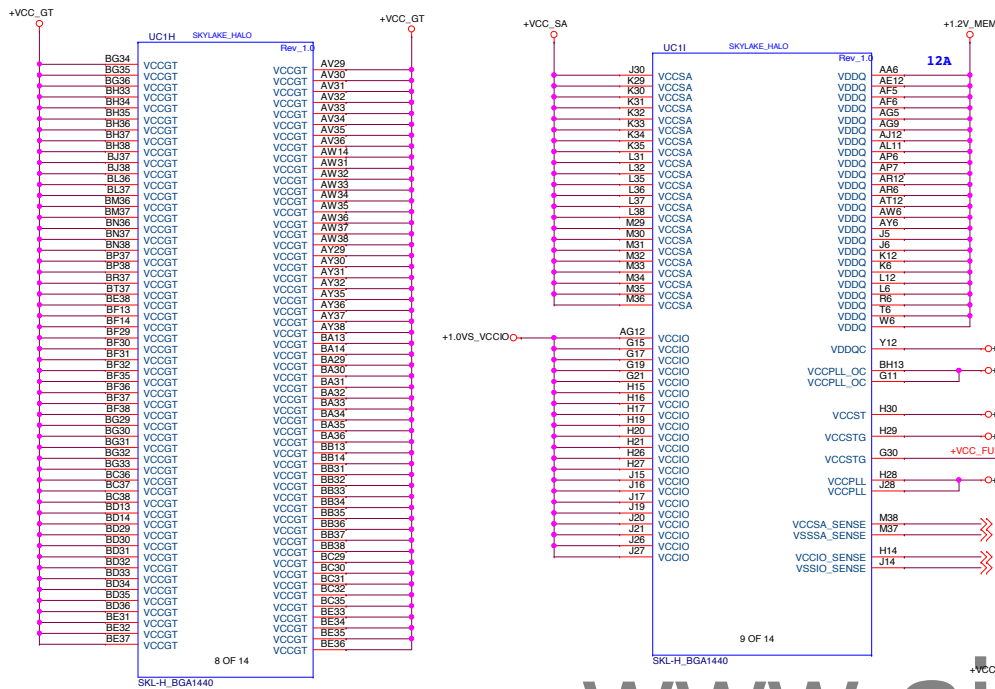 +VCC_GT
+VCC_GT
UC1H
SKYLAKE_HALO
Rev_1.0
BG34 VCCGT
BG35 VCCGT
BG36 VCCGT
BH33 VCCGT
BH34 VCCGT
BH35 VCCGT
BH36 VCCGT
BH37 VCCGT
BH38 VCCGT
BJ37 VCCGT
BJ38 VCCGT
BL36 VCCGT
BL37 VCCGT
BM36 VCCGT
BM37 VCCGT
BN36 VCCGT
BN37 VCCGT
BN38 VCCGT
BP37 VCCGT
BP38 VCCGT
BR37 VCCGT
BT37 VCCGT
BE38 VCCGT
BF13 VCCGT
BF14 VCCGT
BF29 VCCGT
BF30 VCCGT
BF31 VCCGT
BF32 VCCGT
BF35 VCCGT
BF36 VCCGT
BF37 VCCGT
BF38 VCCGT
BG29 VCCGT
BG30 VCCGT
BG31 VCCGT
BG32 VCCGT
BG33 VCCGT
BC36 VCCGT
BC37 VCCGT
BC38 VCCGT
BD13 VCCGT
BD14 VCCGT
BD29 VCCGT
BD30 VCCGT
BD31 VCCGT
BD32 VCCGT
BD33 VCCGT
BD34 VCCGT
BD35 VCCGT
BD36 VCCGT
BE31 VCCGT
BE32 VCCGT
BE37 VCCGT
VCCGT AV29
VCCGT AV30
VCCGT AV31
VCCGT AV32
VCCGT AV33
VCCGT AV34
VCCGT AV35
VCCGT AV36
VCCGT AW14
VCCGT AW31
VCCGT AW32
VCCGT AW33
VCCGT AW34
VCCGT AW35
VCCGT AW36
VCCGT AW37
VCCGT AW38
VCCGT AY29
VCCGT AY30
VCCGT AY31
VCCGT AY32
VCCGT AY35
VCCGT AY36
VCCGT AY37
VCCGT AY38
VCCGT BA13
VCCGT BA14
VCCGT BA29
VCCGT BA30
VCCGT BA31
VCCGT BA32
VCCGT BA33
VCCGT BA34
VCCGT BA35
VCCGT BA36
VCCGT BB13
VCCGT BB14
VCCGT BB31
VCCGT BB32
VCCGT BB33
VCCGT BB34
VCCGT BB35
VCCGT BB36
VCCGT BB37
VCCGT BB38
VCCGT BC29
VCCGT BC30
VCCGT BC31
VCCGT BC32
VCCGT BC35
VCCGT BE33
VCCGT BE34
VCCGT BE35
VCCGT BE36
8 OF 14
SKL-H_BGA1440
+VCC_SA
+1.2V_MEM
UC1I
SKYLAKE_HALO
Rev_1.0
12A
J30 VCCSA
K29 VCCSA
K30 VCCSA
K31 VCCSA
K32 VCCSA
K33 VCCSA
K34 VCCSA
K35 VCCSA
L31 VCCSA
L32 VCCSA
L35 VCCSA
L36 VCCSA
L37 VCCSA
L38 VCCSA
M29 VCCSA
M30 VCCSA
M31 VCCSA
M32 VCCSA
M33 VCCSA
M34 VCCSA
M35 VCCSA
M36 VCCSA
+1.0VS_VCCIO
AG12 VCCIO
G15 VCCIO
G17 VCCIO
G19 VCCIO
G21 VCCIO
H15 VCCIO
H16 VCCIO
H17 VCCIO
H19 VCCIO
H20 VCCIO
H21 VCCIO
H26 VCCIO
H27 VCCIO
J15 VCCIO
J16 VCCIO
J17 VCCIO
J19 VCCIO
J20 VCCIO
J21 VCCIO
J26 VCCIO
J27 VCCIO
VDDQ AA6
VDDQ AE12
VDDQ AF5
VDDQ AF6
VDDQ AG5
VDDQ AG9
VDDQ AJ12
VDDQ AL11
VDDQ AP6
VDDQ AP7
VDDQ AR12
VDDQ AR6
VDDQ AT12
VDDQ AW6
VDDQ AY6
VDDQ J5
VDDQ J6
VDDQ K12
VDDQ K6
VDDQ L12
VDDQ L6
VDDQ R6
VDDQ T6
VDDQ W6
VDDQC Y12
VCCPLL_OC BH13
VCCPLL_OC G11
VCCST H30
VCCSTG H29
VCCSTG G30
+VCC_FU
VCCPLL H28
VCCPLL J28
VCCSA_SENSE M38
VSSSA_SENSE M37
VCCIO_SENSE H14
VSSIO_SENSE J14
9 OF 14
SKL-H_BGA1440
+VCC